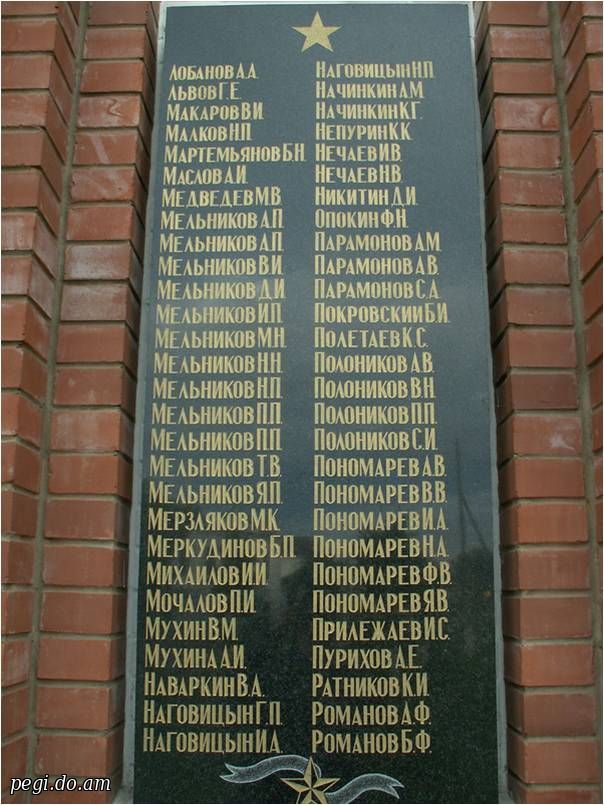 Лобанов А.А.
Львов Г.Е.
Макаров В.И.
Малков Н.П.
Мартемьянов Б.Н.
Маслов А.И.
Медведев М.В.
Мельников А.П.
Мельников А.П.
Мельников В.И.
Мельников Д.И.
Мельников И.П.
Мельников М.Н.
Мельников Н.Н.
Мельников Н.П.
Мельников П.П.
Мельников П.П.
Мельников Т.В.
Мельников Я.П.
Мерзляков М.К.
Меркудинов Б.П.
Михаилов И.И.
Мочалов П.И.
Мухин В.М.
Мухина А.И.
Наваркин В.А.
Наговицын Г.П.
Наговицын И.А.
Наговицын Н.П.
Начинкин А.М.
Начинкин К.Г.
Непурин К.К.
Нечаев И.В.
Нечаев Н.В.
Никитин Д.И.
Опокин Ф.Н.
Парамонов А.М.
Парамонов А.В.
Парамонов С.А.
Покровский Б.И.
Полетаев К.С.
Полоников А.В.
Полоников В.Н.
Полоников П.П.
Полоников С.И.
Пономарев А.В.
Пономарев В.В.
Пономарев И.А.
Пономарев Н.А.
Пономарев Ф.В.
Пономарев Я.В.
Прилежаев И.С.
Пурихов А.Е.
Ратников К.И.
Романов А.Ф.
Романов Б.Ф.
pegi.do.am